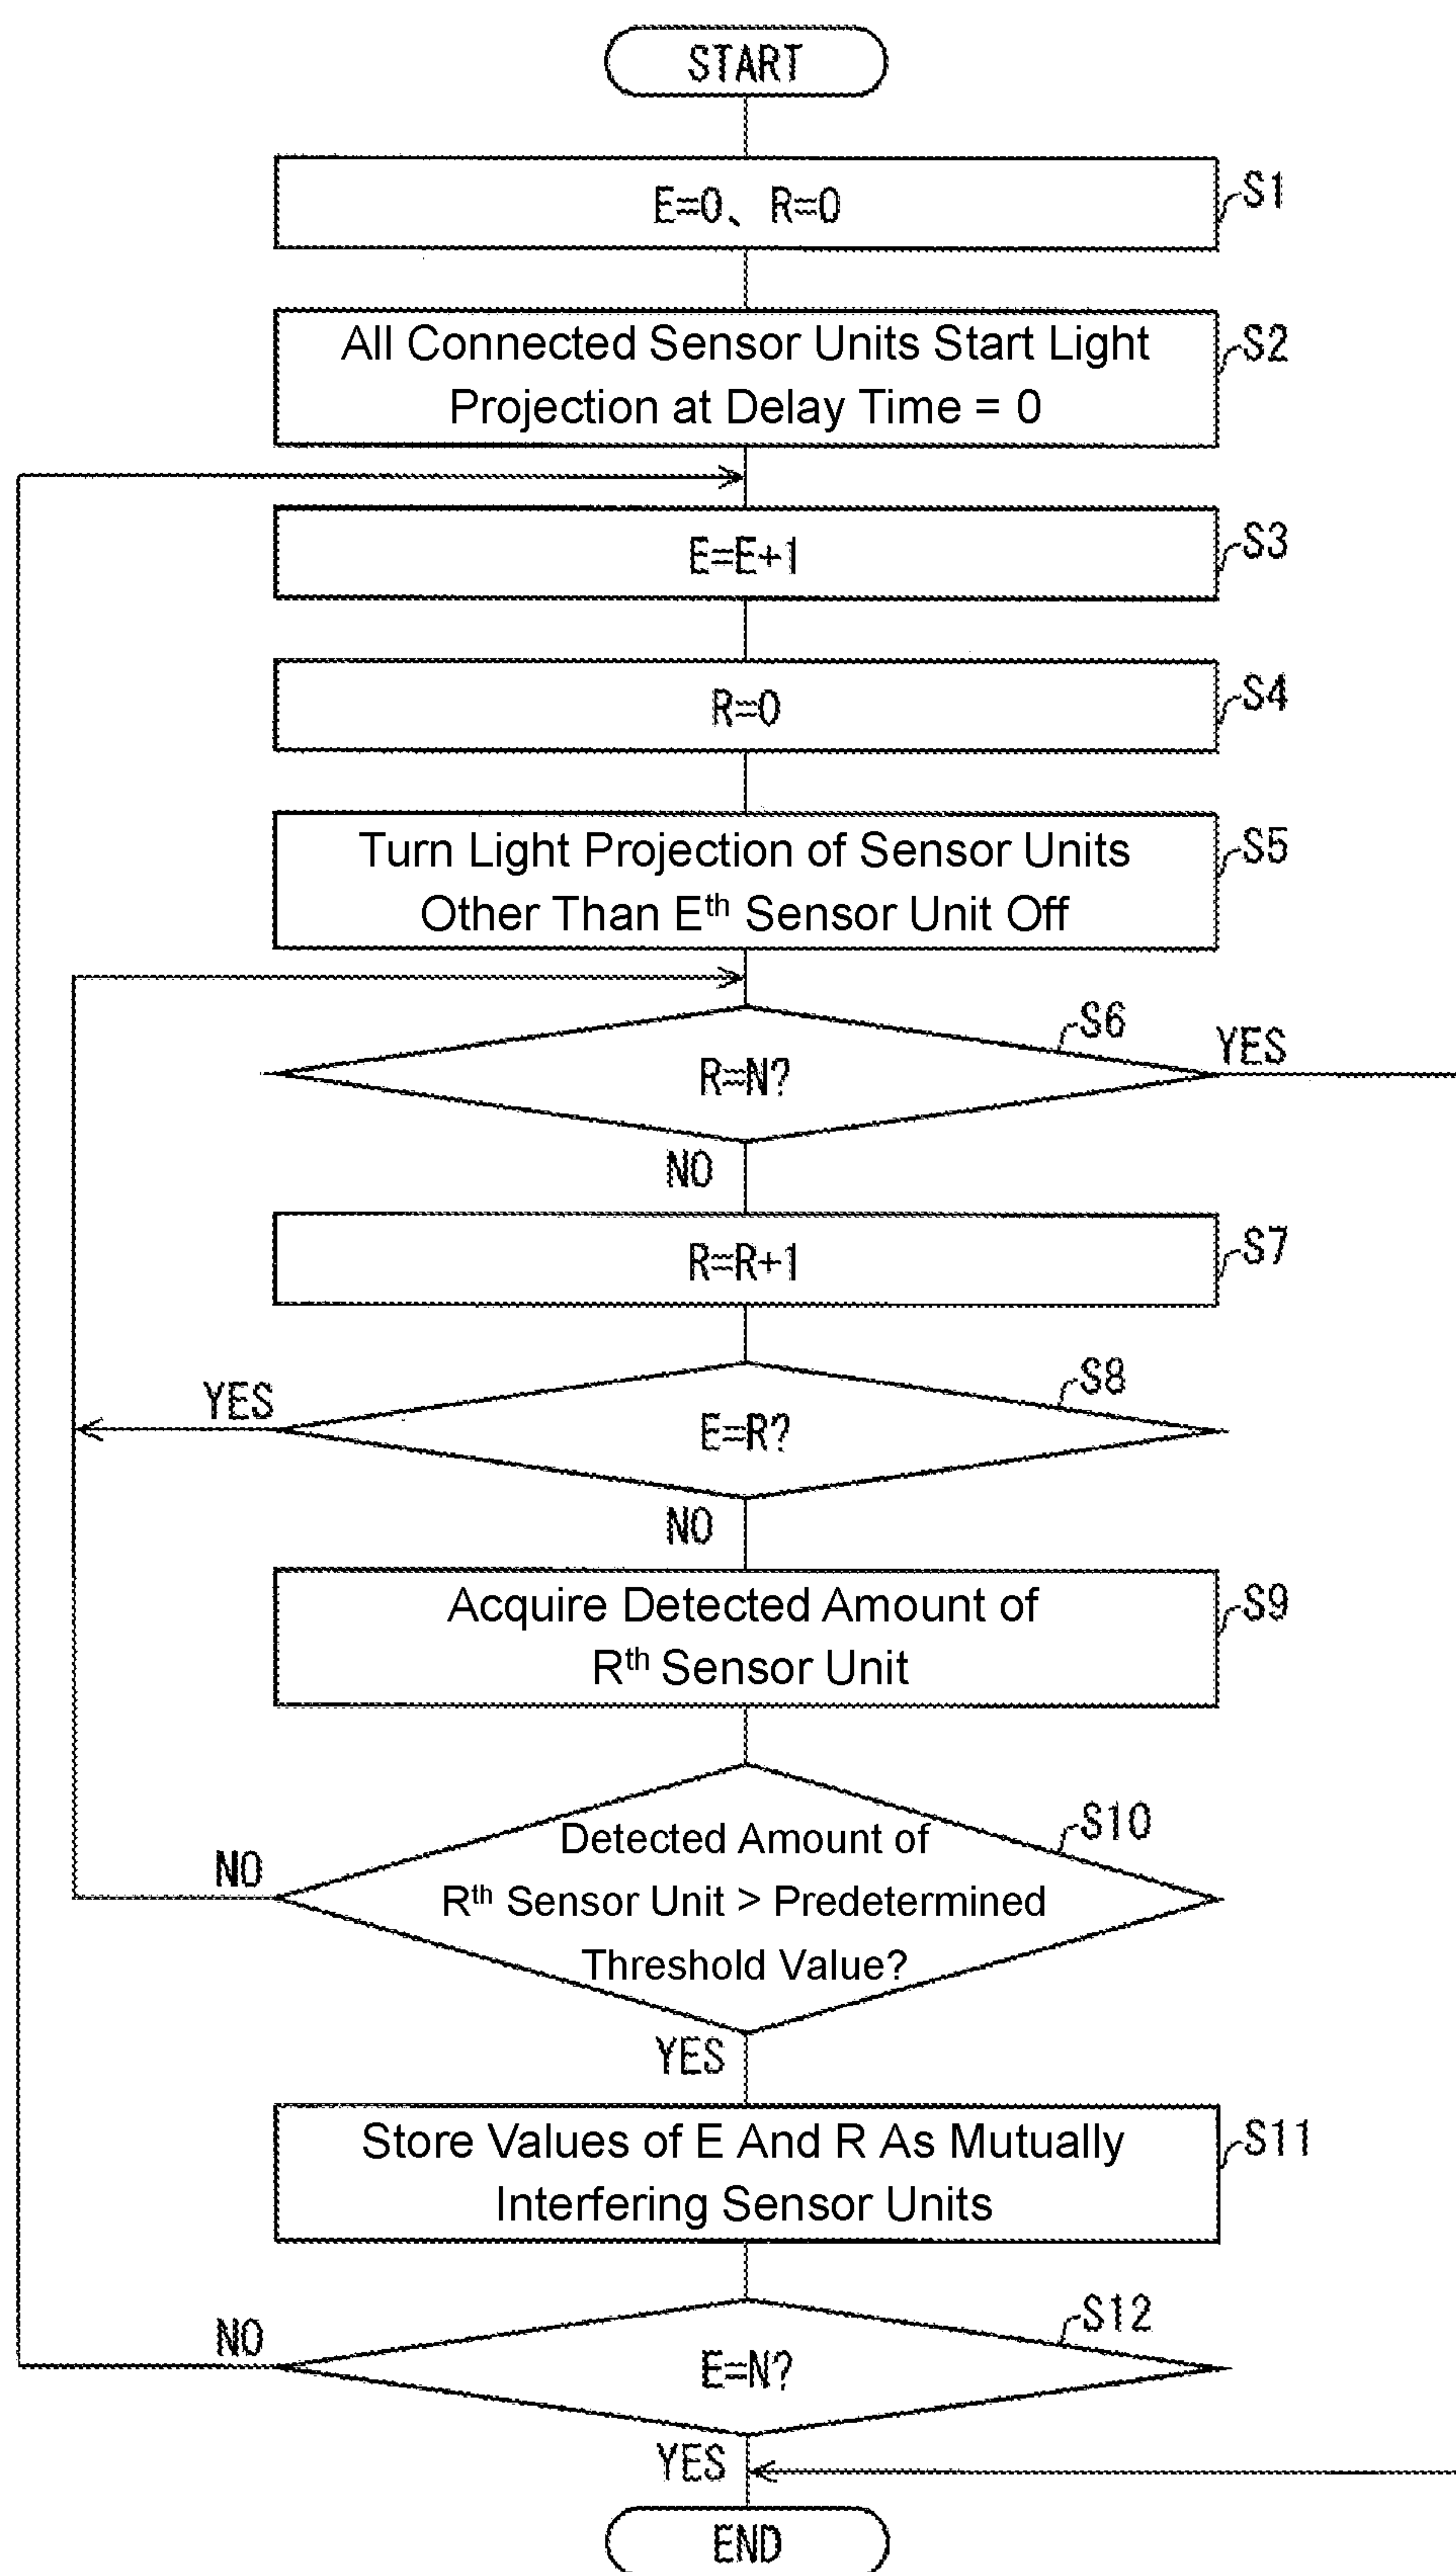 START
E=0、R=0
S1
All Connected Sensor Units Start Light
Projection at Delay Time = 0
S2
E=E+1
S3
R=0
S4
Turn Light Projection of Sensor Units
Other Than Eth Sensor Unit Off
S5
R=N?
S6
YES
NO
R=R+1
S7
YES
E=R?
S8
NO
Acquire Detected Amount of
Rth Sensor Unit
S9
NO
Detected Amount of
Rth Sensor Unit > Predetermined
Threshold Value?
S10
YES
Store Values of E And R As Mutually
Interfering Sensor Units
S11
NO
E=N?
S12
YES
END